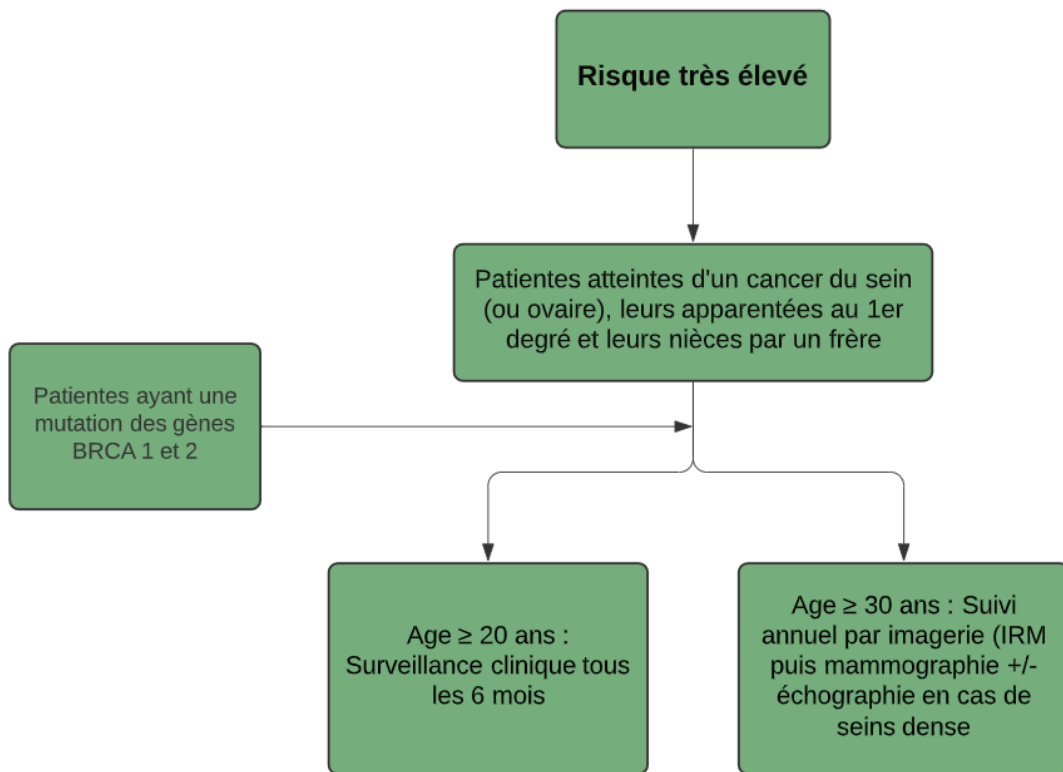 Risque très élevé
Patientes atteintes d'un cancer du sein
(ou ovaire), leurs apparentées au 1er
degré et leurs nièces par un frère
Patientes ayant une
mutation des gènes
BRCA 1 et 2
Age ≥ 20 ans :
Surveillance clinique tous
les 6 mois
Age ≥ 30 ans : Suivi
annuel par imagerie (IRM
puis mammographie +/-
échographie en cas de
seins dense